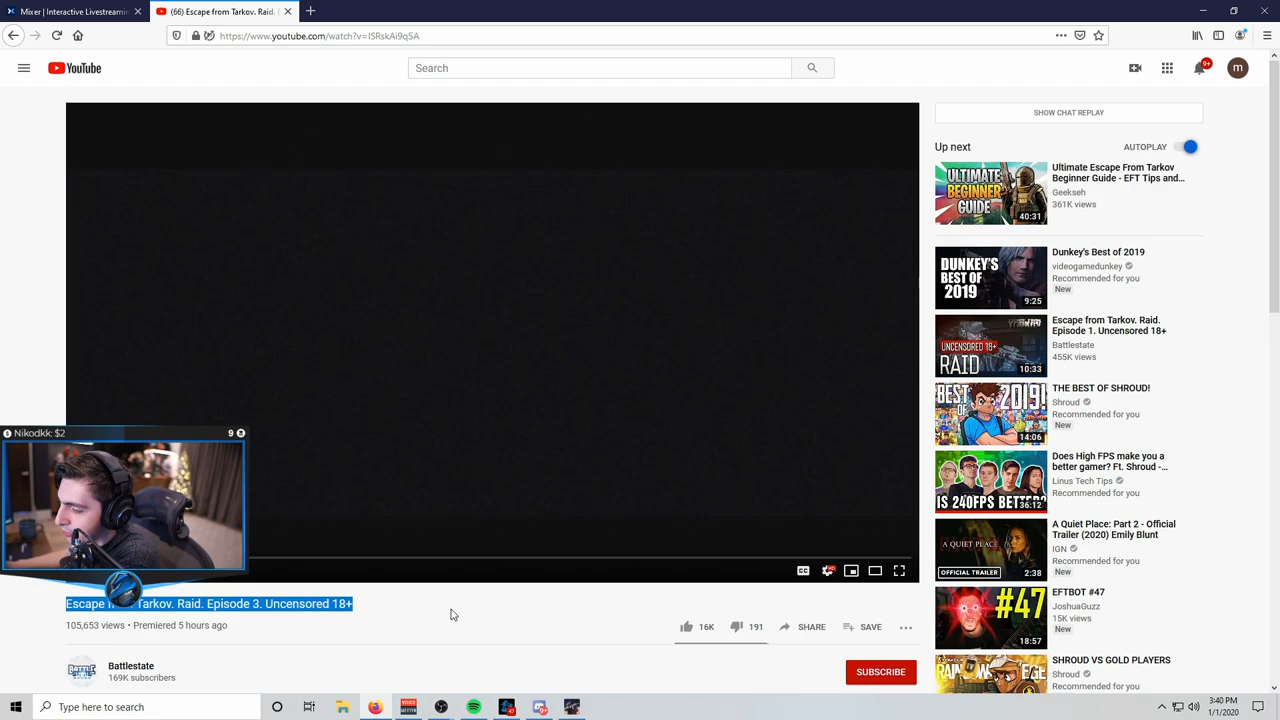 Mixer | Interactive Livestreamin
(66) Escape from Tarkov. Raid.
https://www.youtube.com/watch?v=ISRskAi9q5A
YouTube
Search
9+
m
SHOW CHAT REPLAY
Up next
AUTOPLAY
ULTIMATE BEGINNER GUIDE
40:31
Ultimate Escape From Tarkov
Beginner Guide - EFT Tips and...
Geekseh
361K views
DUNKEY'S
BEST OF
2019
9:25
Dunkey's Best of 2019
videogamedunkey
Recommended for you
New
UNCENSORED 18+
RAID
10:33
Escape from Tarkov. Raid.
Episode 1. Uncensored 18+
Battlestate
455K views
BEST OF 2019!
14:06
THE BEST OF SHROUD!
Shroud
Recommended for you
New
IS 240FPS BETTER?
36:12
Does High FPS make you a
better gamer? Ft. Shroud -...
Linus Tech Tips
Recommended for you
A QUIET PLACE
OFFICIAL TRAILER
2:38
A Quiet Place: Part 2 - Official
Trailer (2020) Emily Blunt
IGN
Recommended for you
New
#47
18:57
EFTBOT #47
JoshuaGuzz
15K views
New
SHROUD VS GOLD PLAYERS
Shroud
Recommended for you
Nikodkk: $2
9
CC
HD
Escape Tarkov. Raid. Episode 3. Uncensored 18+
105,653 views • Premiered 5 hours ago
16K
191
SHARE
SAVE
Battlestate
169K subscribers
SUBSCRIBE
Type here to search
3:40 PM
1/1/2020